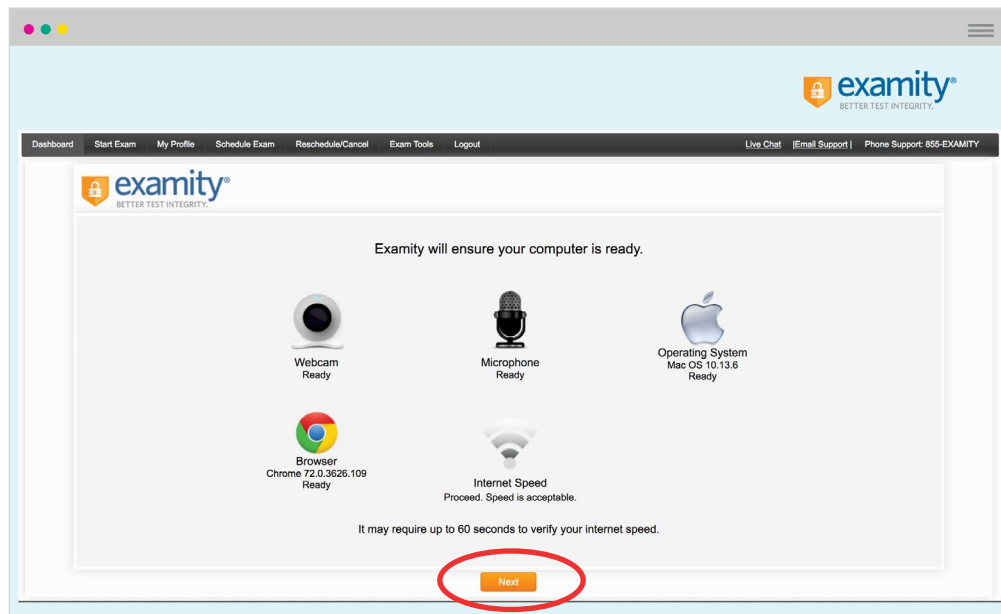 examity®
BETTER TEST INTEGRITY.
Dashboard Start Exam My Profile Schedule Exam Reschedule/Cancel Exam Tools Logout Live Chat |Email Support | Phone Support: 855-EXAMITY
examity®
BETTER TEST INTEGRITY.
Examity will ensure your computer is ready.
Webcam
Ready
Microphone
Ready
Operating System
Mac OS 10.13.6
Ready
Browser
Chrome 72.0.3626.109
Ready
Internet Speed
Proceed. Speed is acceptable.
It may require up to 60 seconds to verify your internet speed.
Next